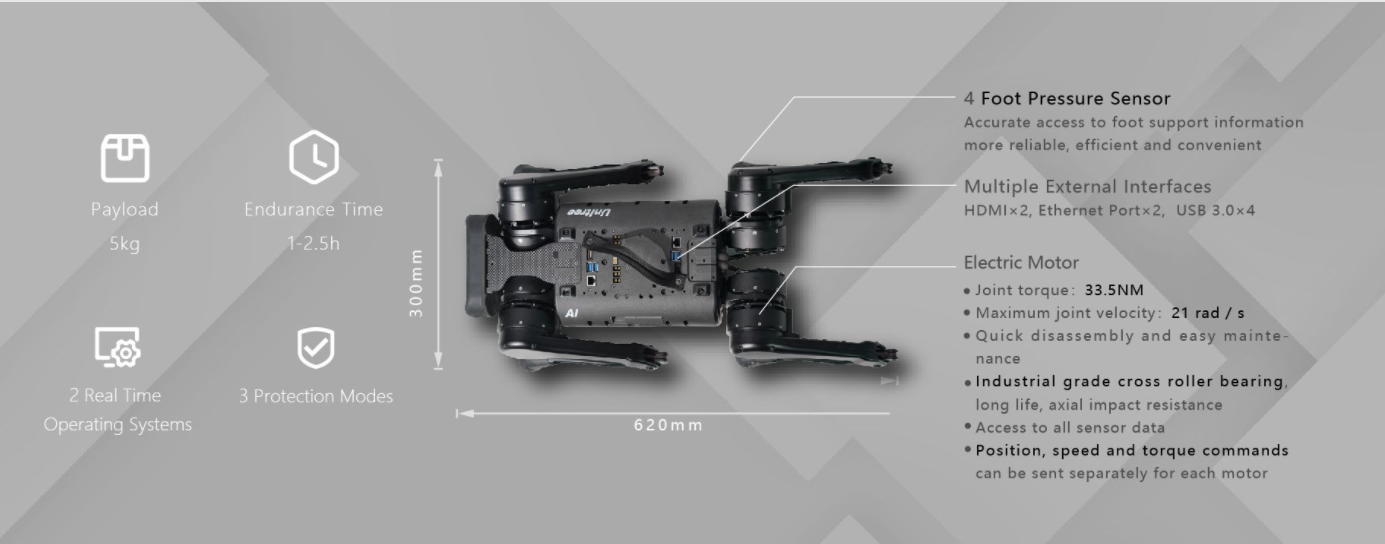 Payload
5kg
Endurance Time
1-2.5h
2 Real Time
Operating Systems
3 Protection Modes
300mm
620mm
Unitree
AI
4 Foot Pressure Sensor
Accurate access to foot support information
more reliable, efficient and convenient
Multiple External Interfaces
HDMI×2, Ethernet Port×2, USB 3.0×4
Electric Motor
• Joint torque: 33.5NM
• Maximum joint velocity: 21 rad / s
• Quick disassembly and easy mainte-
nance
• Industrial grade cross roller bearing,
long life, axial impact resistance
• Access to all sensor data
• Position, speed and torque commands
can be sent separately for each motor